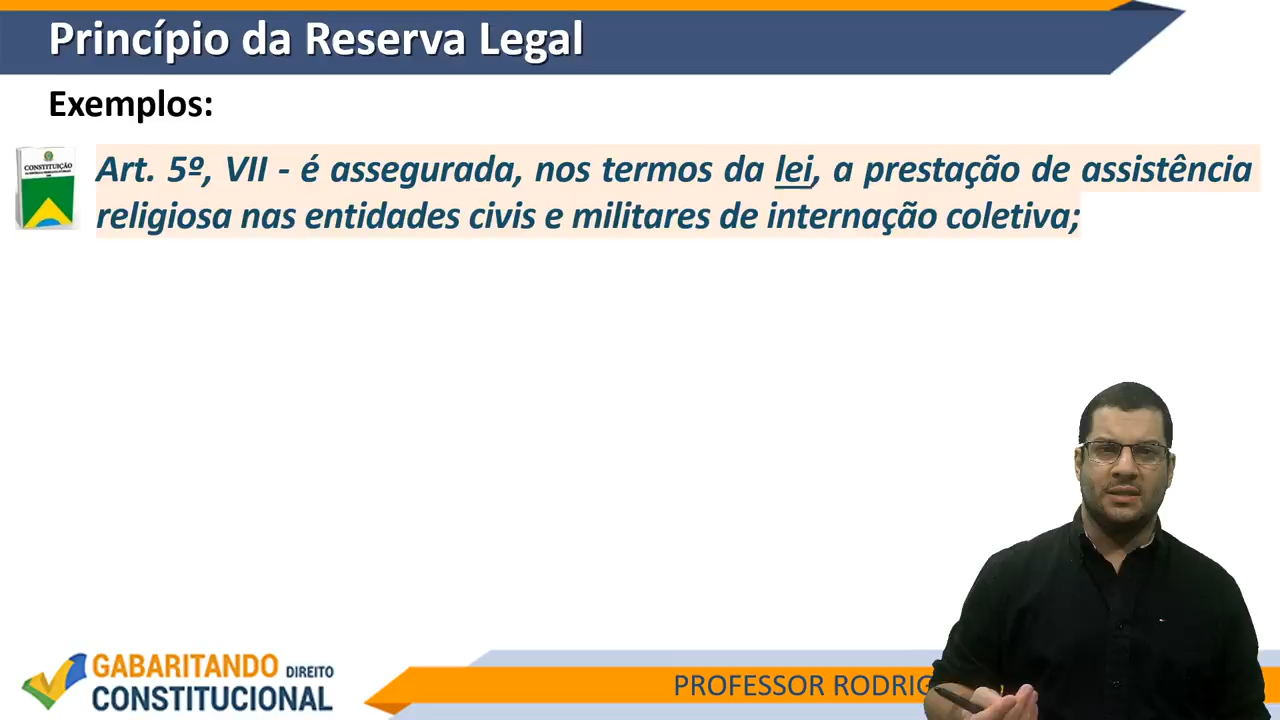 Princípio da Reserva Legal
Exemplos:
CONSTITUIÇÃO
Art. 5º, VII - é assegurada, nos termos da lei, a prestação de assistência
religiosa nas entidades civis e militares de internação coletiva;
GABARITANDO DIREITO
CONSTITUCIONAL
PROFESSOR RODRIG